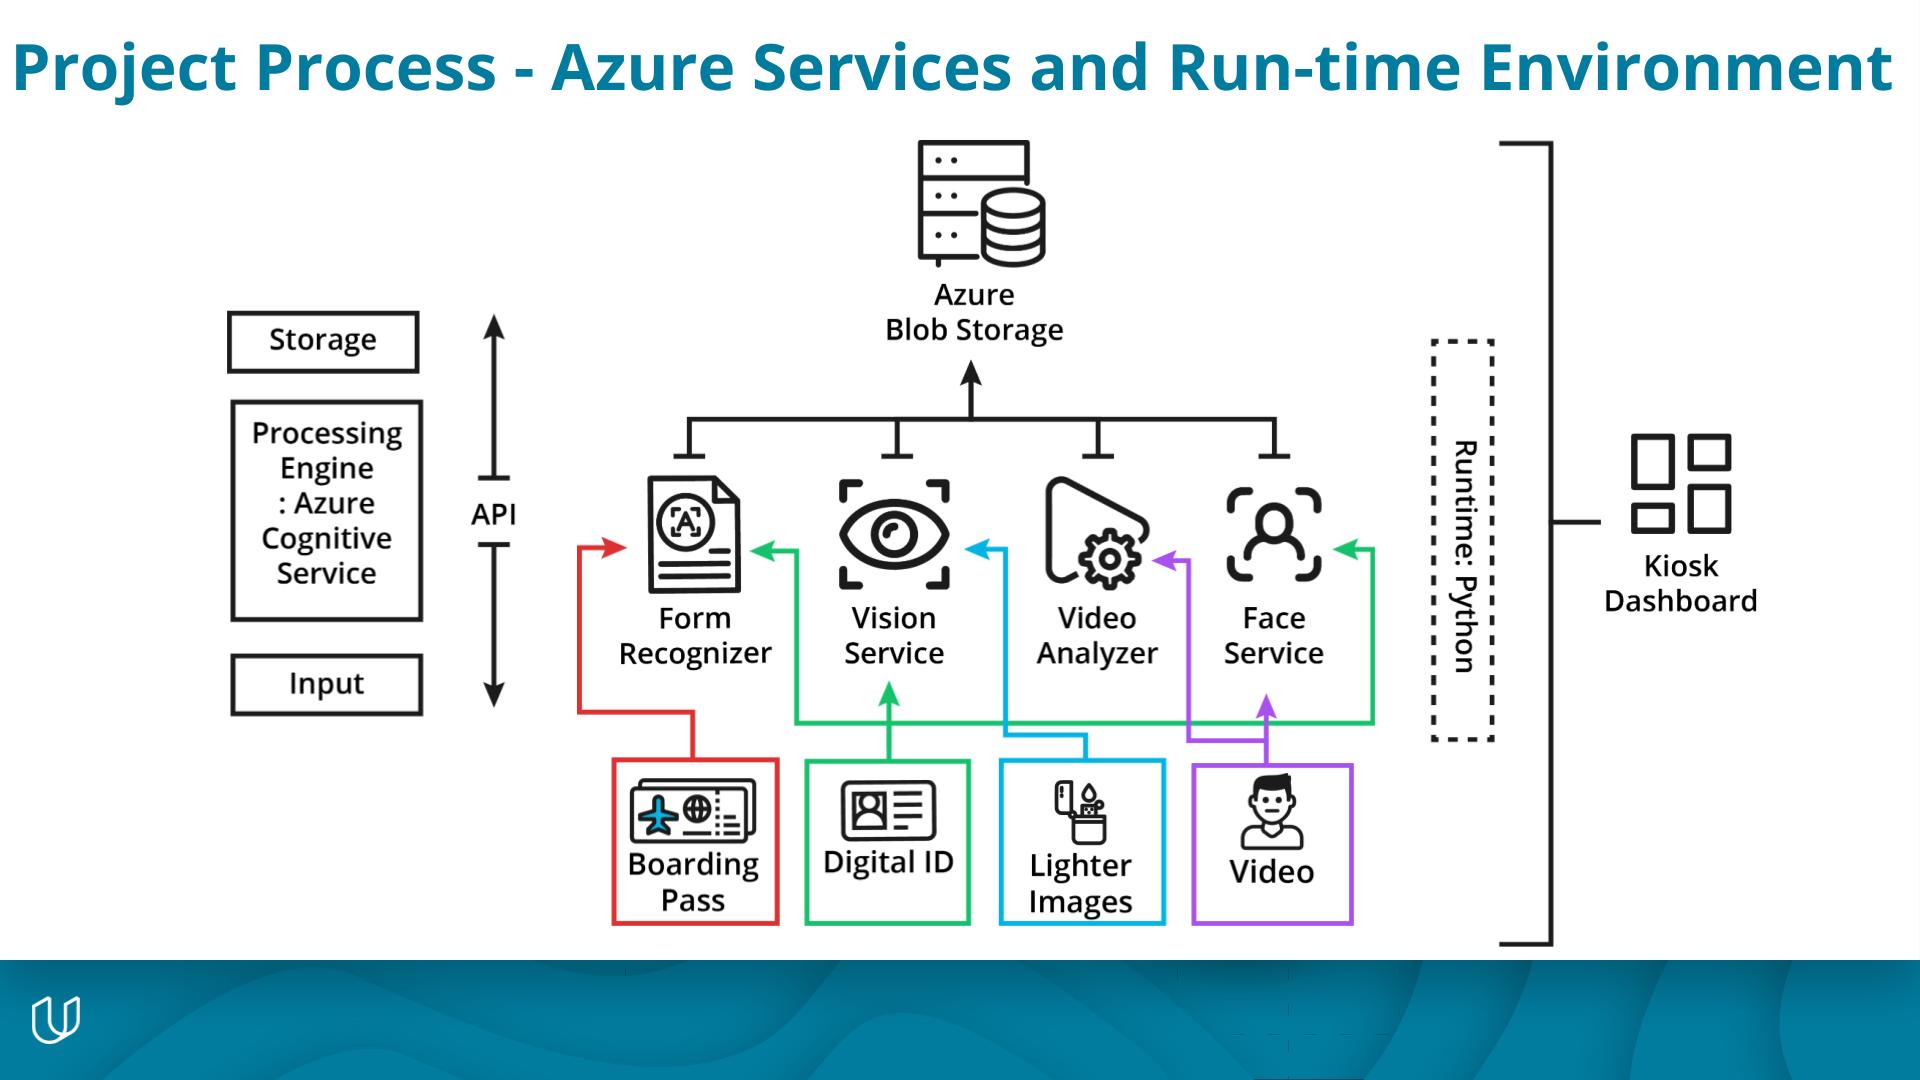 Project Process - Azure Services and Run-time Environment
Azure
Blob Storage
Storage
Processing
Engine
: Azure
Cognitive
Service
Input
API
Form
Recognizer
Vision
Service
Video
Analyzer
Face
Service
Runtime: Python
Kiosk
Dashboard
Boarding
Pass
Digital ID
Lighter
Images
Video